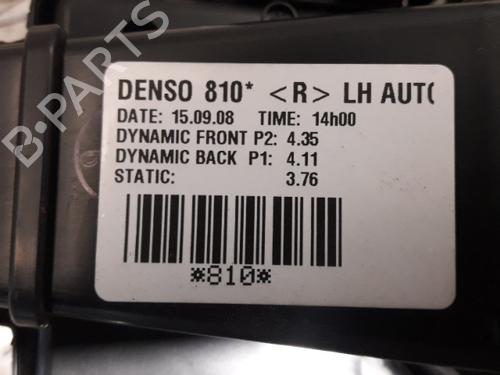 DENSO 810* <R> LH AUTO
DATE: 15.09.08 TIME: 14h00
DYNAMIC FRONT P2: 4.35
DYNAMIC BACK P1: 4.11
STATIC: 3.76
*810*
B-PARTS